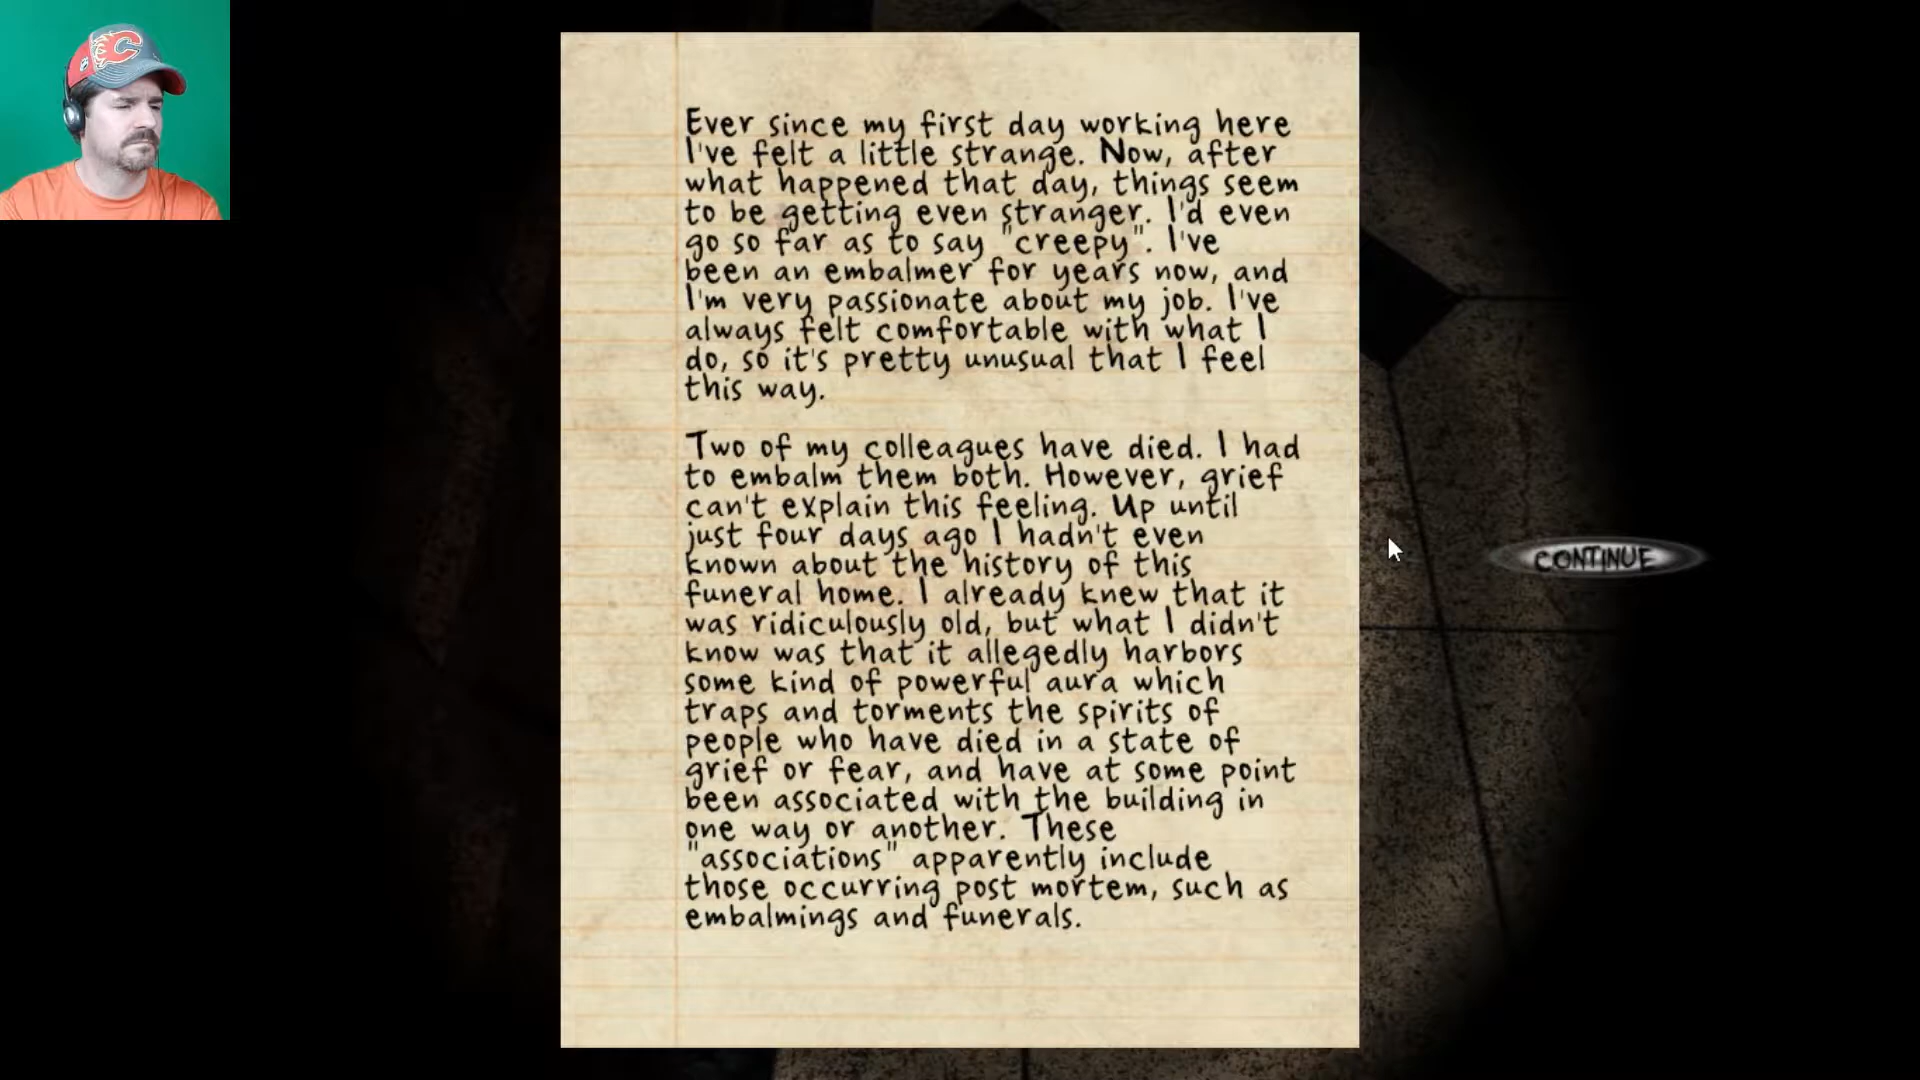 Ever since my first day working here
I've felt a little strange. Now, after
what happened that day, things seem
to be getting even stranger. I'd even
go so far as to say "creepy". I've
been an embalmer for years now, and
I'm very passionate about my job. I've
always felt comfortable with what I
do, so it's pretty unusual that I feel
this way.
Two of my colleagues have died. I had
to embalm them both. However, grief
can't explain this feeling. Up until
just four days ago I hadn't even
known about the history of this
funeral home. I already knew that it
was ridiculously old, but what I didn't
know was that it allegedly harbors
some kind of powerful aura which
traps and torments the spirits of
people who have died in a state of
grief or fear, and have at some point
been associated with the building in
one way or another. These
"associations" apparently include
those occurring post mortem, such as
embalmings and funerals.
CONTINUE
C